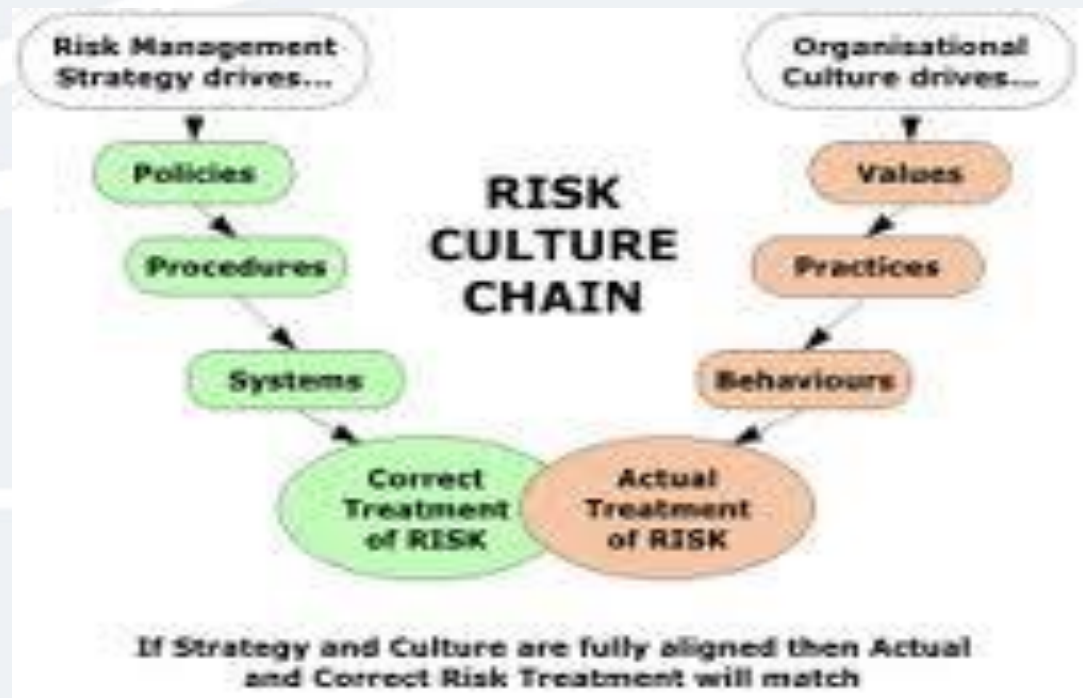 Risk Management
Strategy drives...
Organisational
Culture drives...
Policies
Values
RISK
CULTURE
CHAIN
Procedures
Practices
Systems
Behaviours
Correct
Treatment
of RISK
Actual
Treatment
of RISK
If Strategy and Culture are fully aligned then Actual
and Correct Risk Treatment will match